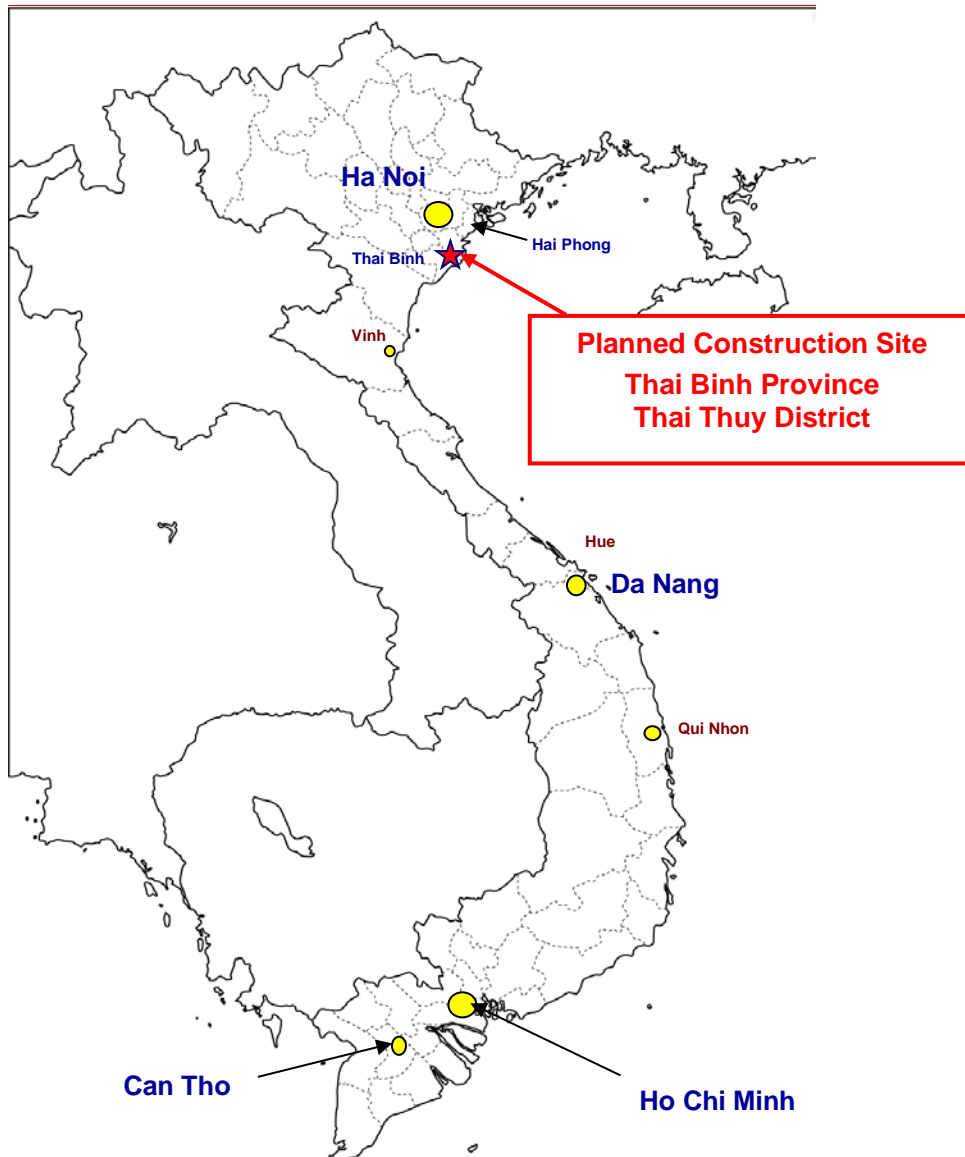 Ha Noi
Hai Phong
Thai Binh
Vinh
Planned Construction Site
Thai Binh Province
Thai Thuy District
Hue
Da Nang
Qui Nhon
Can Tho
Ho Chi Minh